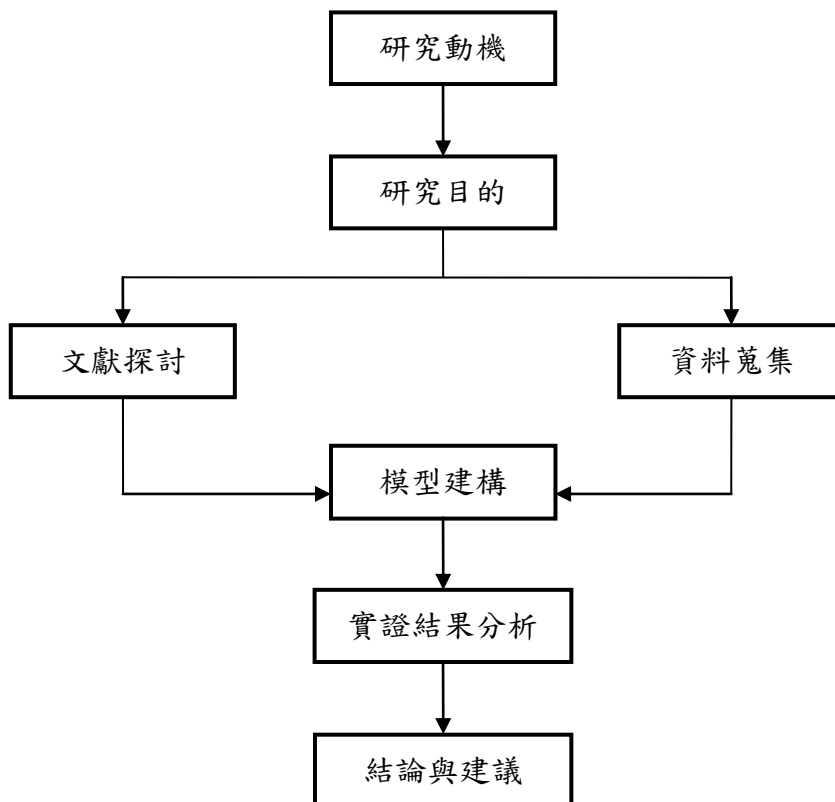 研究動機
研究目的
文獻探討
資料蒐集
模型建構
實證結果分析
結論與建議